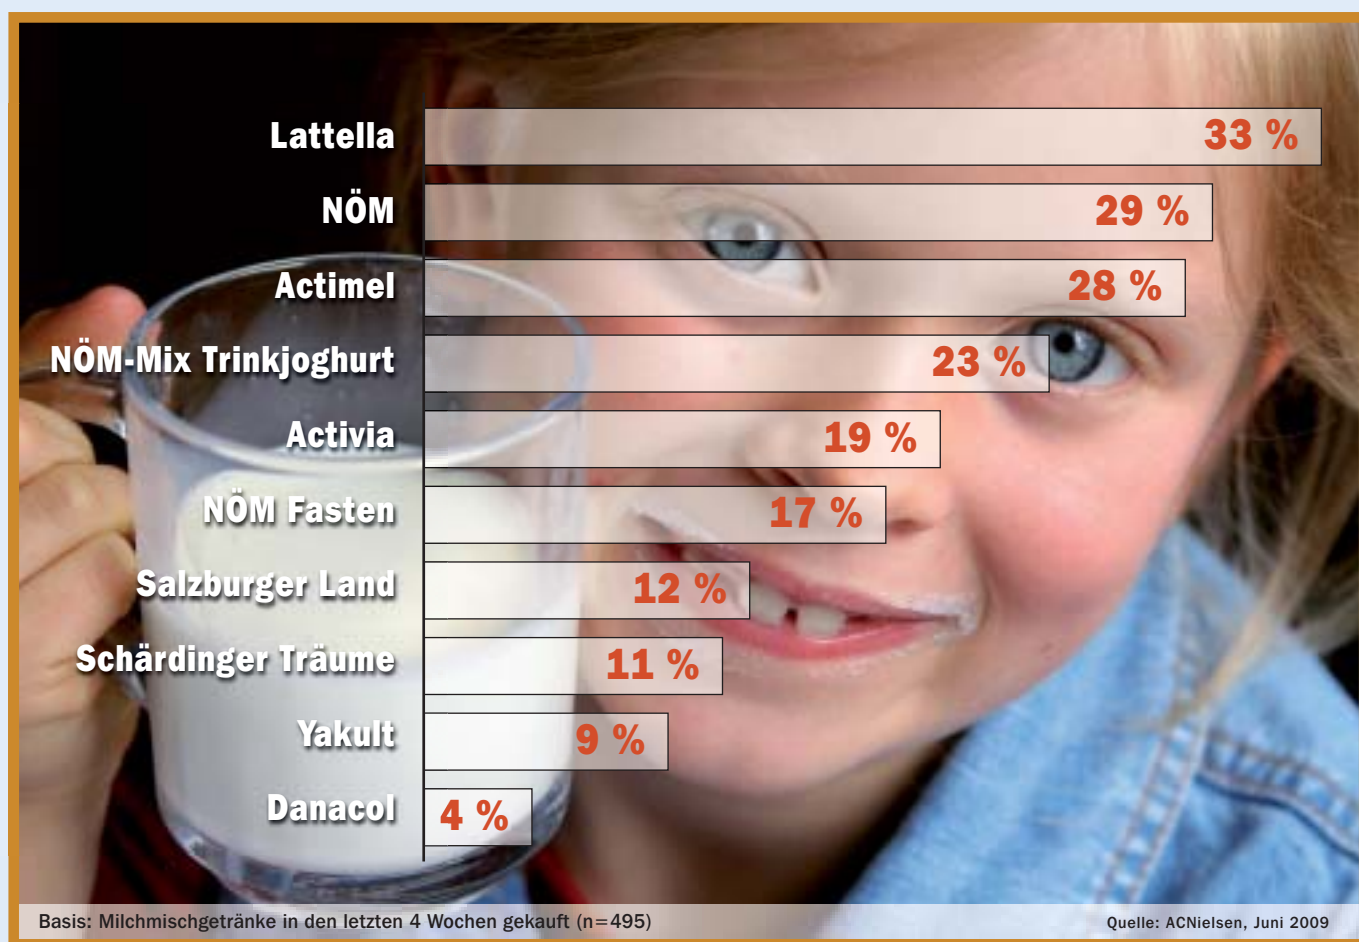 Lattella 33 %
NÖM 29 %
Actimel 28 %
NÖM-Mix Trinkjoghurt 23 %
Activia 19 %
NÖM Fasten 17 %
Salzburger Land 12 %
Schärdinger Träume 11 %
Yakult 9 %
Danacol 4 %
Basis: Milchmischgetränke in den letzten 4 Wochen gekauft (n=495) Quelle: ACNielsen, Juni 2009